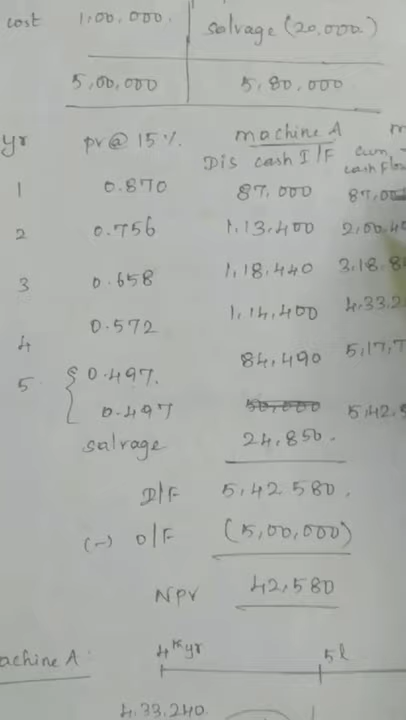 cost 1,00,000. salvage (20,000)
5,00,000 5,80,000
yr pv@ 15%. machine A
Dis cash I/F cum cash flow
1 0.870 87,000
2 0.756 1,13,400
3 0.658 1,18,440
4 0.572 1,14,400
5 0.497. 84,490
0.497 50,000
salvage 24,850.
I/F 5,42,580.
(-) O/F (5,00,000)
NPV 42,580
achine A: 4th yr 5l
4,33,240.